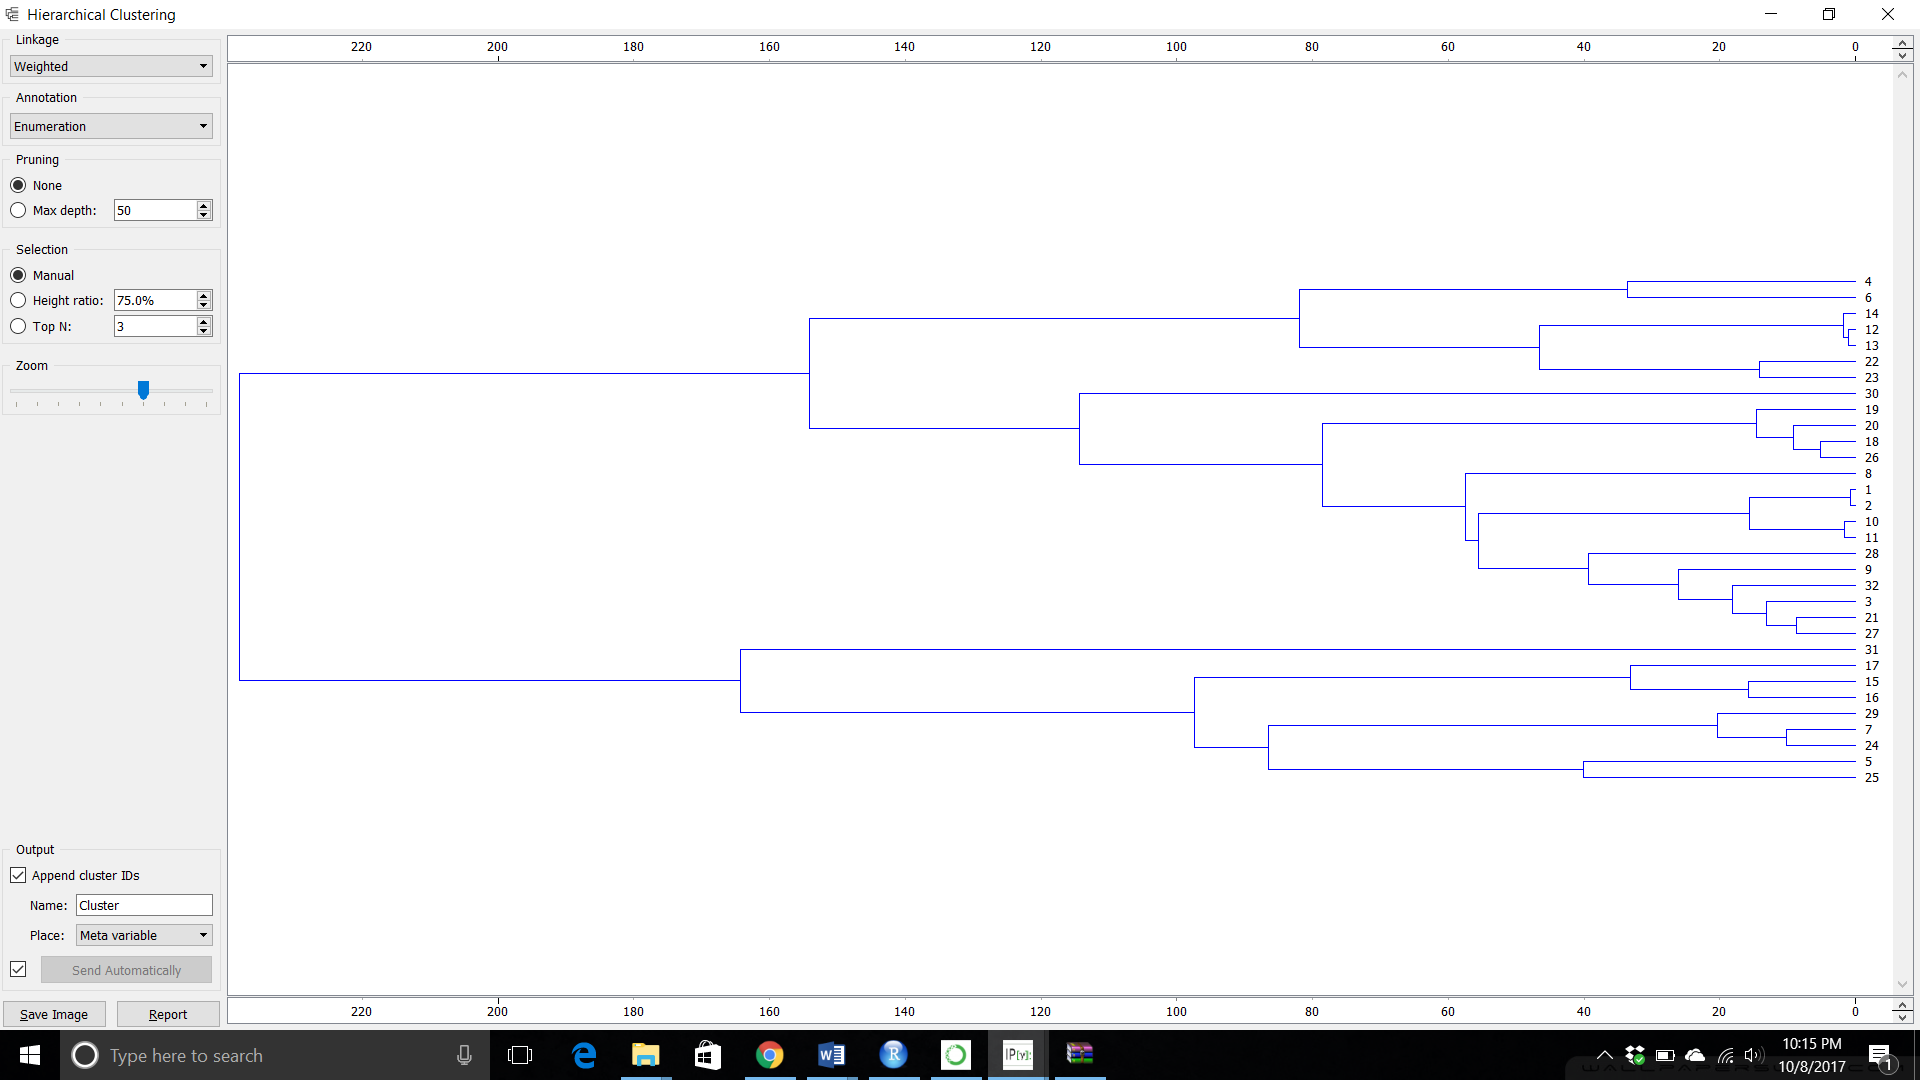 Hierarchical Clustering
Linkage
Weighted
Annotation
Enumeration
Pruning
None
Max depth: 50
Selection
Manual
Height ratio: 75.0%
Top N: 3
Zoom
Output
Append cluster IDs
Name: Cluster
Place: Meta variable
Send Automatically
Save Image Report
220 200 180 160 140 120 100 80 60 40 20 0
4
6
14
12
13
22
23
30
19
20
18
26
8
1
2
10
11
28
9
32
3
21
27
31
17
15
16
29
7
24
5
25
220 200 180 160 140 120 100 80 60 40 20 0
Type here to search
IP[y]:
10:15 PM
10/8/2017
1